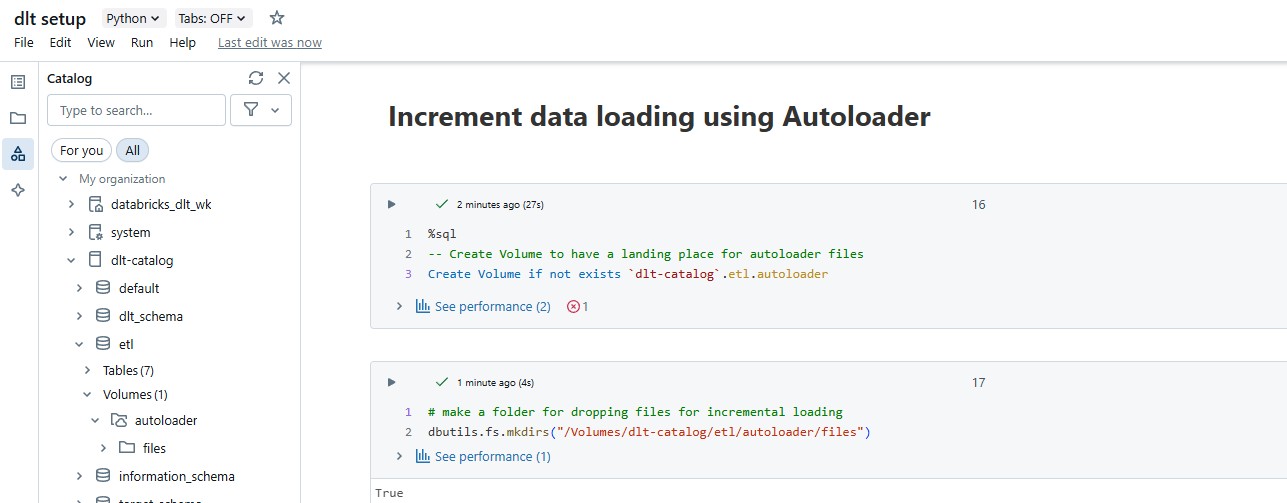 dlt setup Python Tabs: OFF
File Edit View Run Help Last edit was now
Catalog
Type to search...
For you All
My organization
databricks_dlt_wk
system
dlt-catalog
default
dlt_schema
etl
Tables (7)
Volumes (1)
autoloader
files
information_schema
Increment data loading using Autoloader
2 minutes ago (27s) 16
1 %sql
2 -- Create Volume to have a landing place for autoloader files
3 Create Volume if not exists `dlt-catalog`.etl.autoloader
See performance (2) 1
1 minute ago (4s) 17
1 # make a folder for dropping files for incremental loading
2 dbutils.fs.mkdirs("/Volumes/dlt-catalog/etl/autoloader/files")
See performance (1)
True